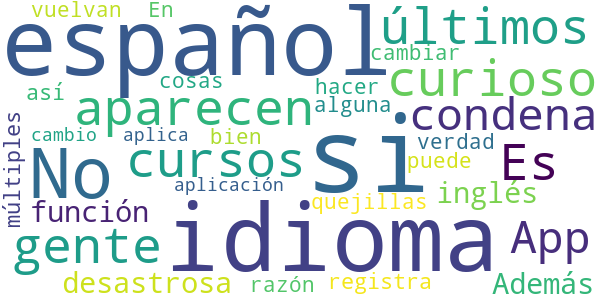 vuelvan En
español últimos
cambiar
así cosas hacer curioso
aparecen alguna condena
múltiples cambio aplica bien verdad
No cursos si puede Es
aplicación
función quejillas inglés
gente idioma App
desastrosa razón registra Además